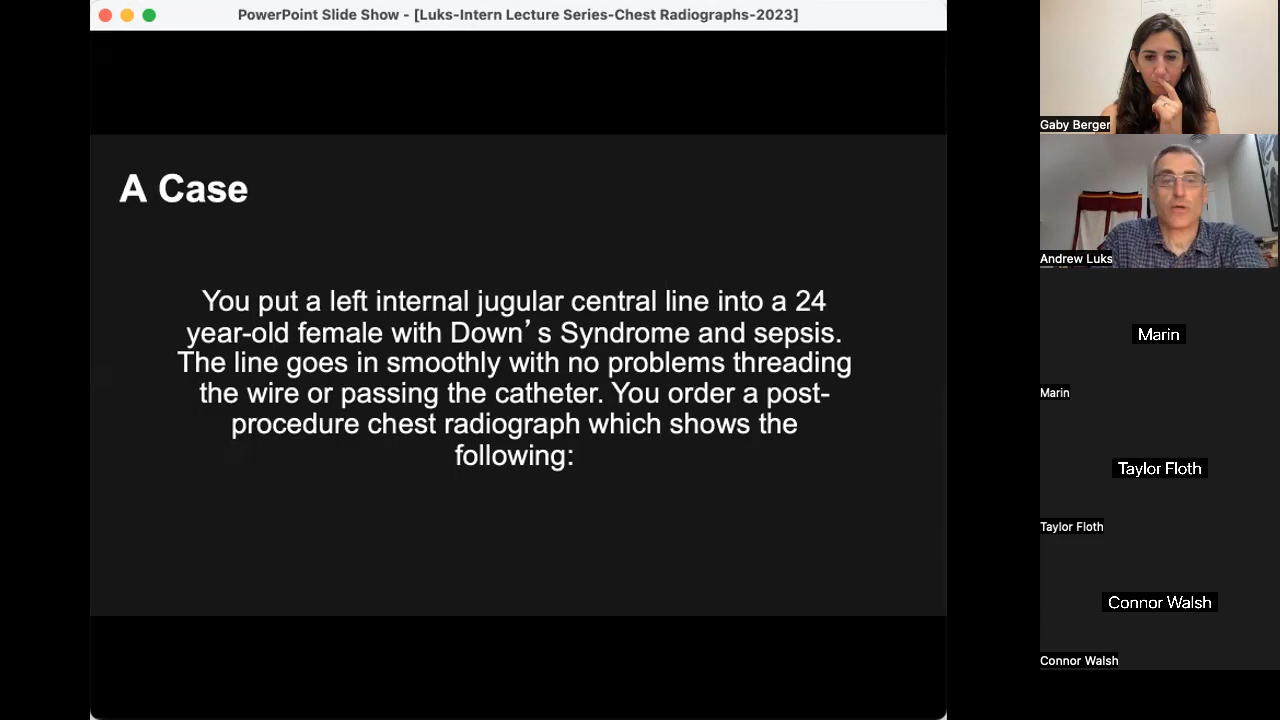 PowerPoint Slide Show - [Luks-Intern Lecture Series-Chest Radiographs-2023]
A Case
You put a left internal jugular central line into a 24
year-old female with Down’s Syndrome and sepsis.
The line goes in smoothly with no problems threading
the wire or passing the catheter. You order a post-
procedure chest radiograph which shows the
following:
Gaby Berger
Andrew Luks
Marin
Marin
Taylor Floth
Taylor Floth
Connor Walsh
Connor Walsh